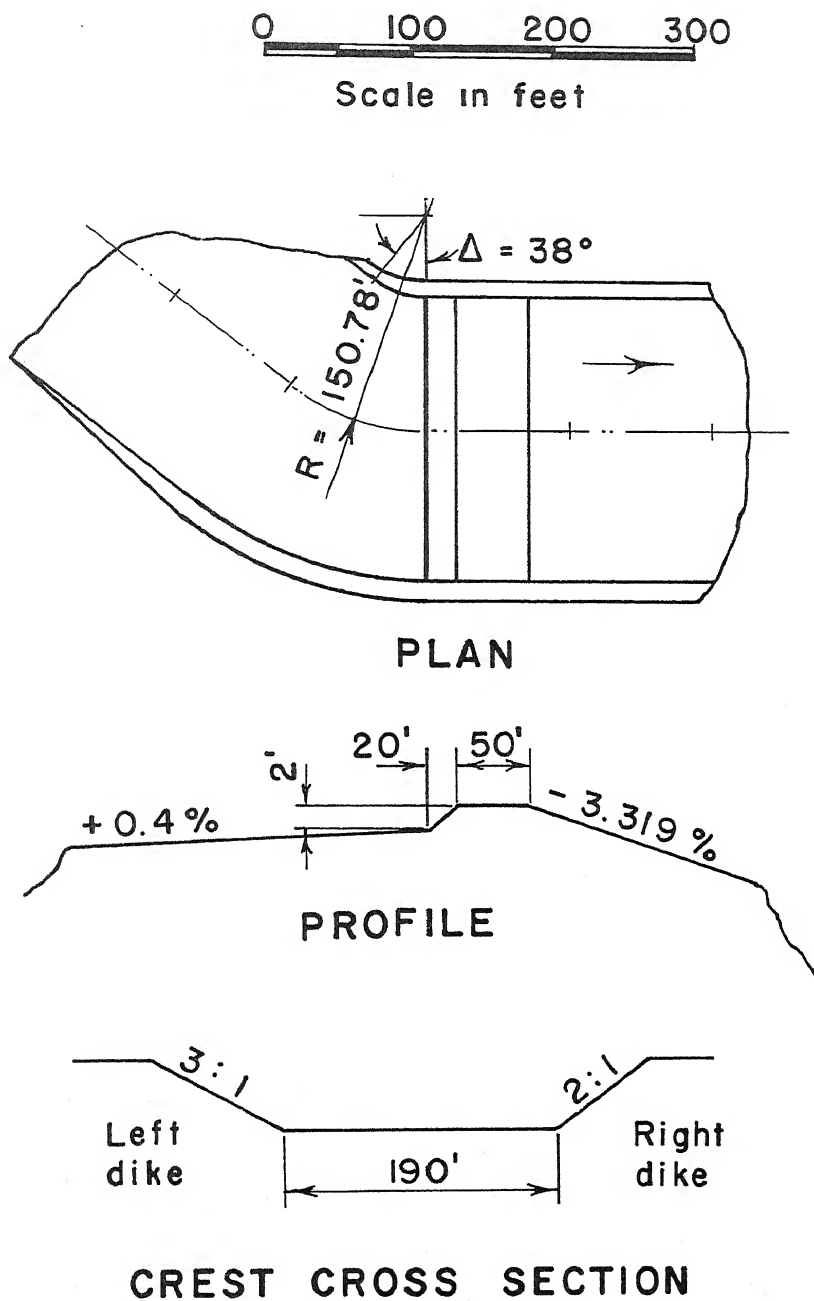 0 100 200 300
Scale in feet
Δ = 38°
R = 150.78'
PLAN
20' 50'
2'
+0.4%
- 3.319%
PROFILE
3:1
2:1
Left
dike
Right
dike
190'
CREST CROSS SECTION